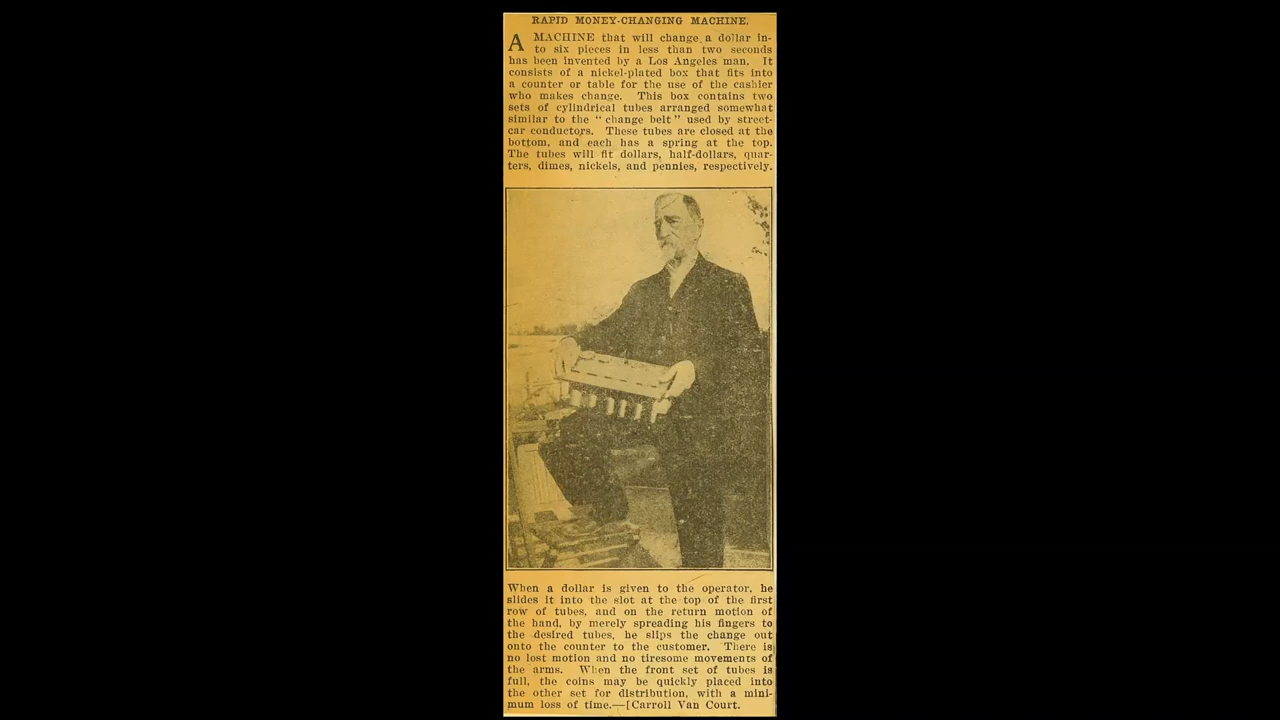 RAPID MONEY-CHANGING MACHINE.
A MACHINE that will change a dollar in-
to six pieces in less than two seconds
has been invented by a Los Angeles man. It
consists of a nickel-plated box that fits into
a counter or table for the use of the cashier
who makes change. This box contains two
sets of cylindrical tubes arranged somewhat
similar to the "change belt" used by street-
car conductors. These tubes are closed at the
bottom, and each has a spring at the top.
The tubes will fit dollars, half-dollars, quar-
ters, dimes, nickels, and pennies, respectively.
When a dollar is given to the operator, he
slides it into the slot at the top of the first
row of tubes, and on the return motion of
the hand, by merely spreading his fingers to
the desired tubes, he slips the change out
onto the counter to the customer. There is
no lost motion and no tiresome movements of
the arms. When the front set of tubes is
full, the coins may be quickly placed into
the other set for distribution, with a mini-
mum loss of time.—[Carroll Van Court.